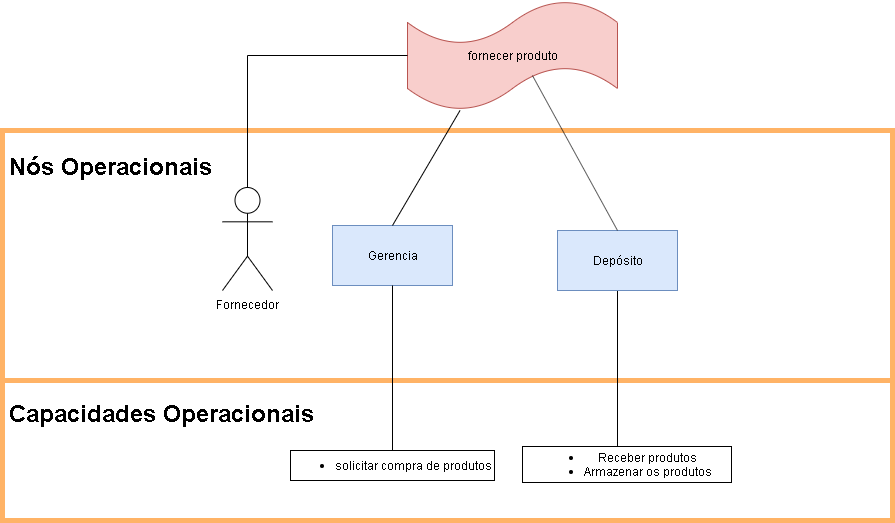 fornecer produto
Nós Operacionais
Gerencia
Depósito
Fornecedor
Capacidades Operacionais
• solicitar compra de produtos
• Receber produtos
• Armazenar os produtos